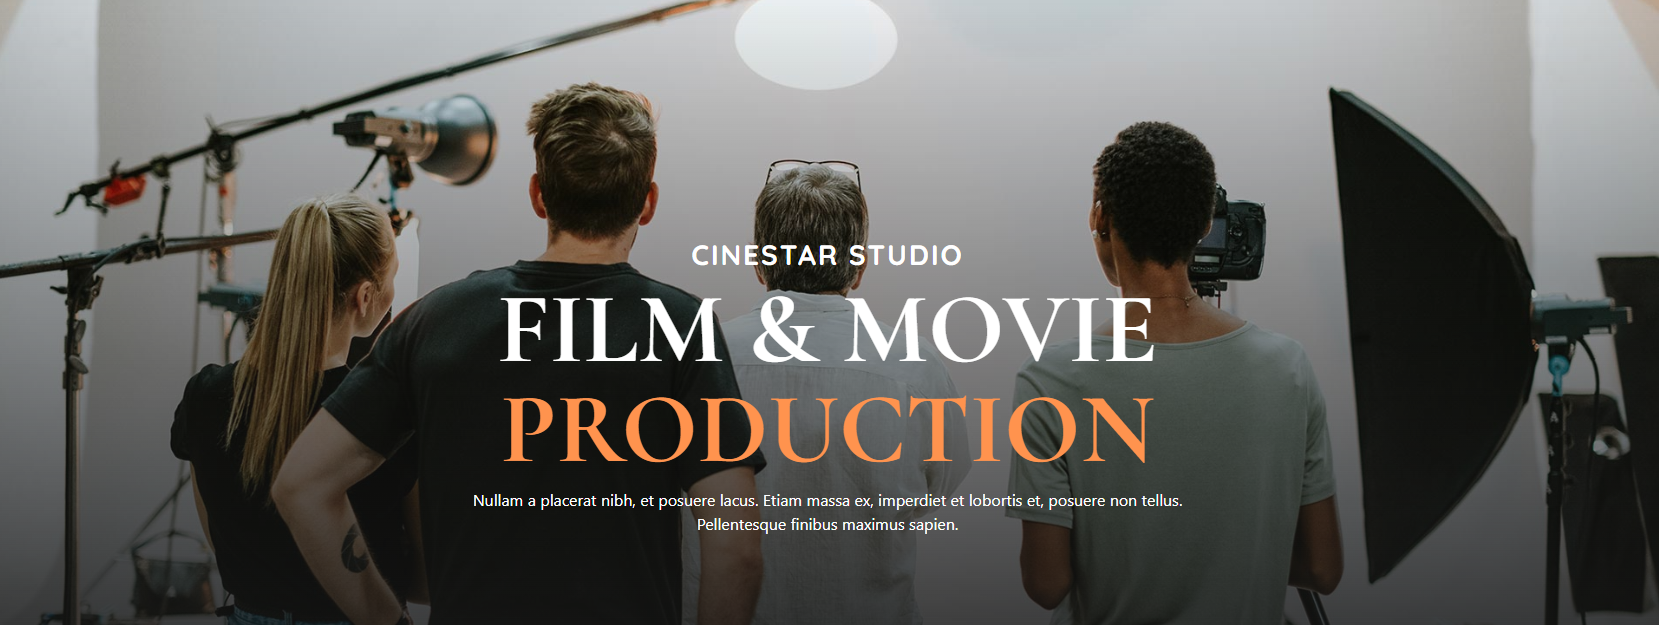 CINESTAR STUDIO
FILM & MOVIE
PRODUCTION
Nullam a placerat nibh, et posuere lacus. Etiam massa ex, imperdiet et lobortis et, posuere non tellus.
Pellentesque finibus maximus sapien.